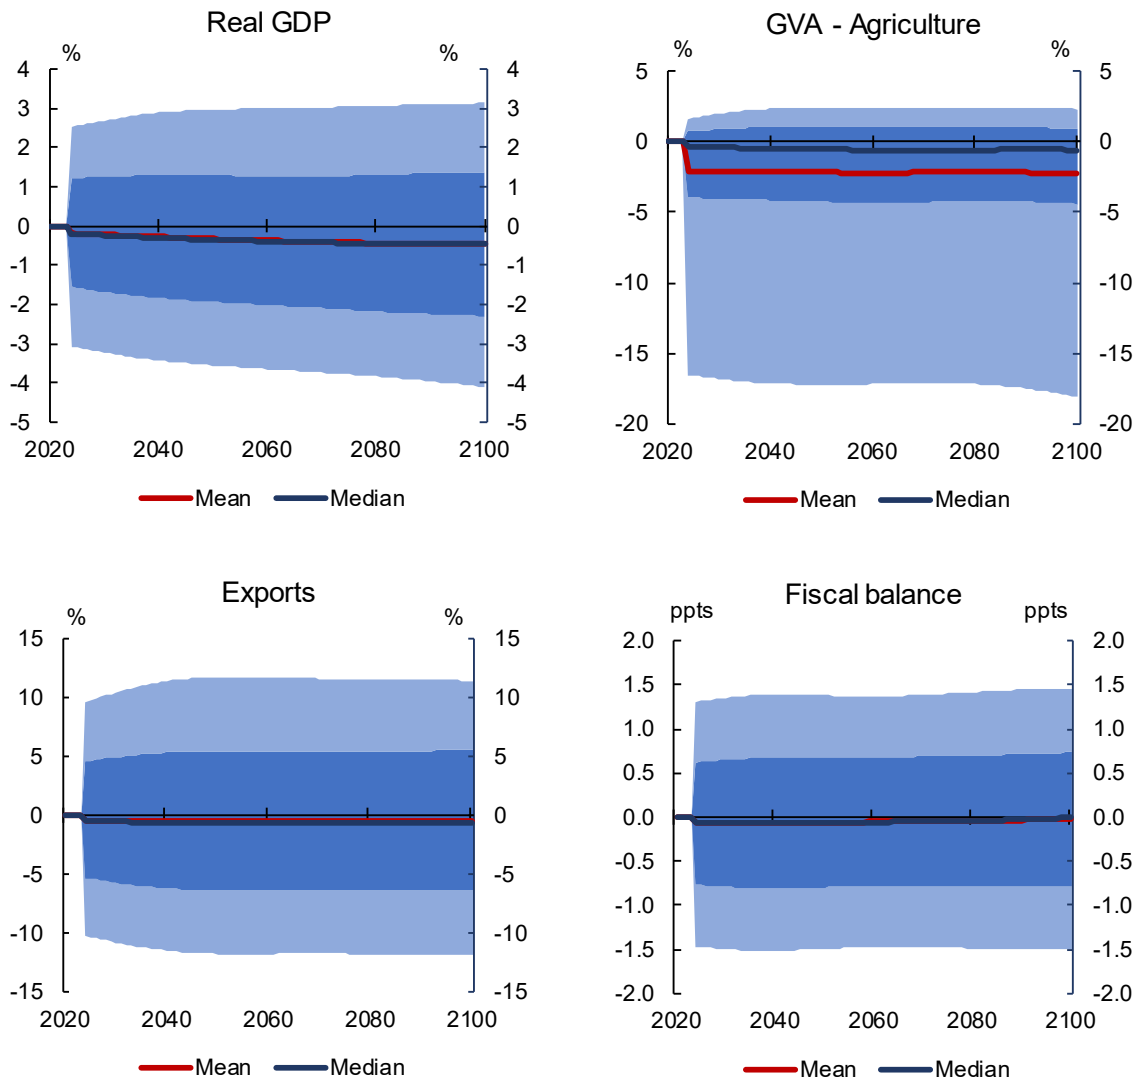 Real GDP
% %
4 4
3 3
2 2
1 1
0 0
-1 -1
-2 -2
-3 -3
-4 -4
-5 -5
2020 2040 2060 2080 2100
Mean Median
GVA - Agriculture
% %
5 5
0 0
-5 -5
-10 -10
-15 -15
-20 -20
2020 2040 2060 2080 2100
Mean Median
Exports
% %
15 15
10 10
5 5
0 0
-5 -5
-10 -10
-15 -15
2020 2040 2060 2080 2100
Mean Median
Fiscal balance
ppts ppts
2.0 2.0
1.5 1.5
1.0 1.0
0.5 0.5
0.0 0.0
-0.5 -0.5
-1.0 -1.0
-1.5 -1.5
-2.0 -2.0
2020 2040 2060 2080 2100
Mean Median